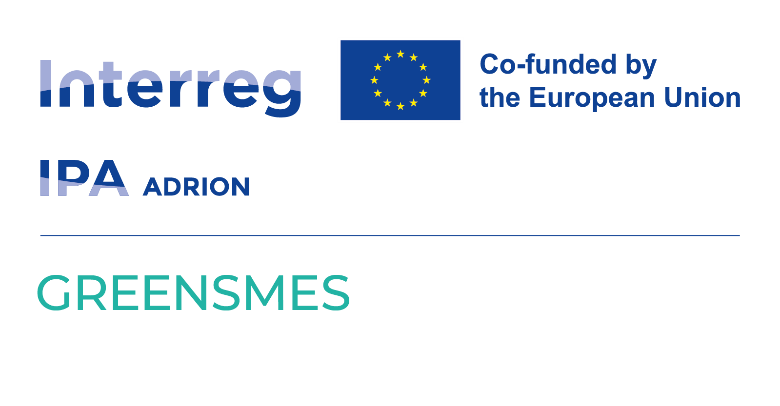 Interreg
Co-funded by
the European Union
IPA ADRION
GREENSMES